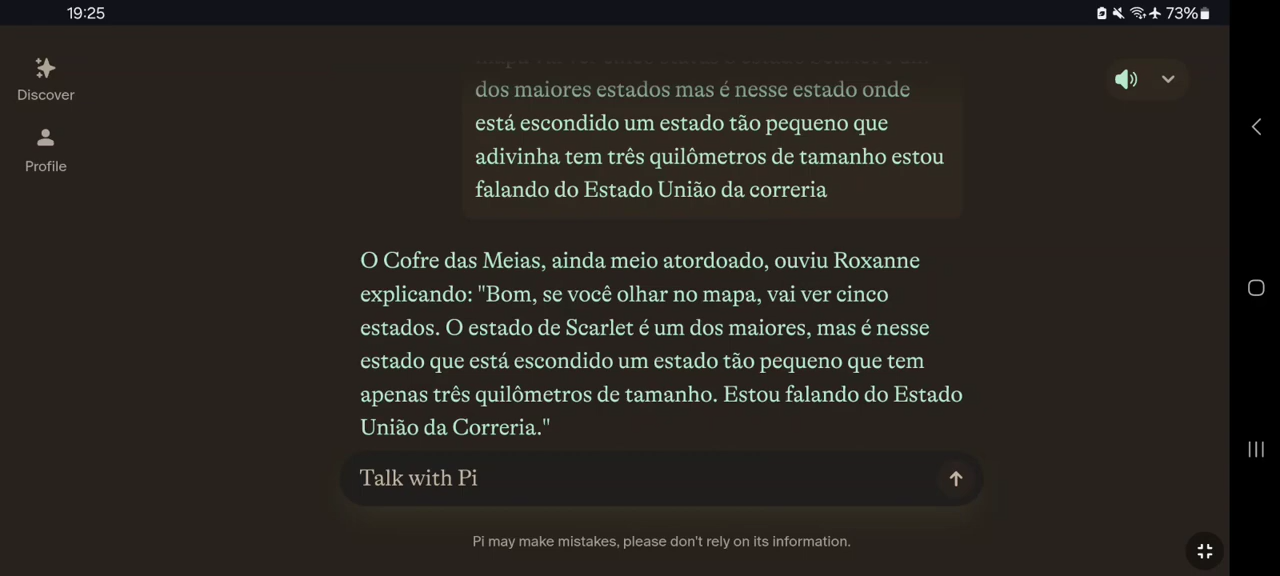 19:25
73%
Discover
Profile
dos maiores estados mas é nesse estado onde
está escondido um estado tão pequeno que
adivinha tem três quilômetros de tamanho estou
falando do Estado União da correria
O Cofre das Meias, ainda meio atordoado, ouviu Roxanne
explicando: "Bom, se você olhar no mapa, vai ver cinco
estados. O estado de Scarlet é um dos maiores, mas é nesse
estado que está escondido um estado tão pequeno que tem
apenas três quilômetros de tamanho. Estou falando do Estado
União da Correria."
Talk with Pi
Pi may make mistakes, please don't rely on its information.